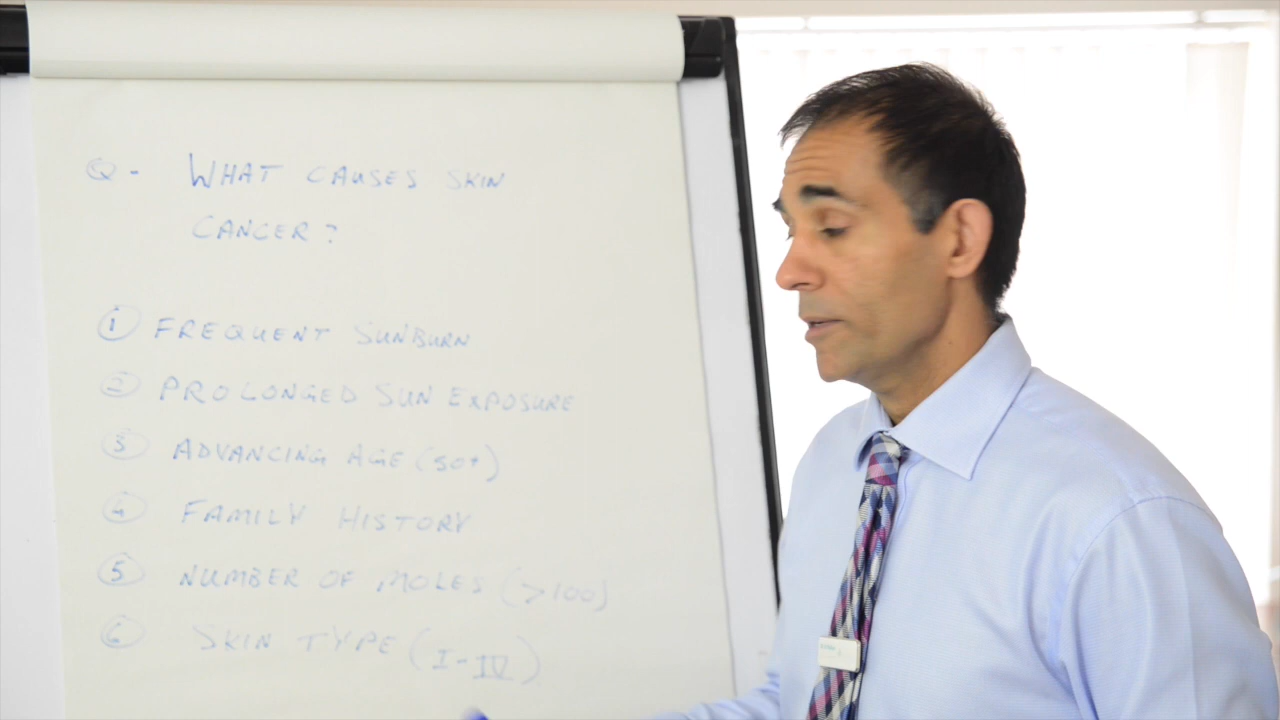 Q - WHAT CAUSES SKIN
CANCER?
1 FREQUENT SUNBURN
2 PROLONGED SUN EXPOSURE
3 ADVANCING AGE (50+)
4 FAMILY HISTORY
5 NUMBER OF MOLES (>100)
6 SKIN TYPE (I-IV)